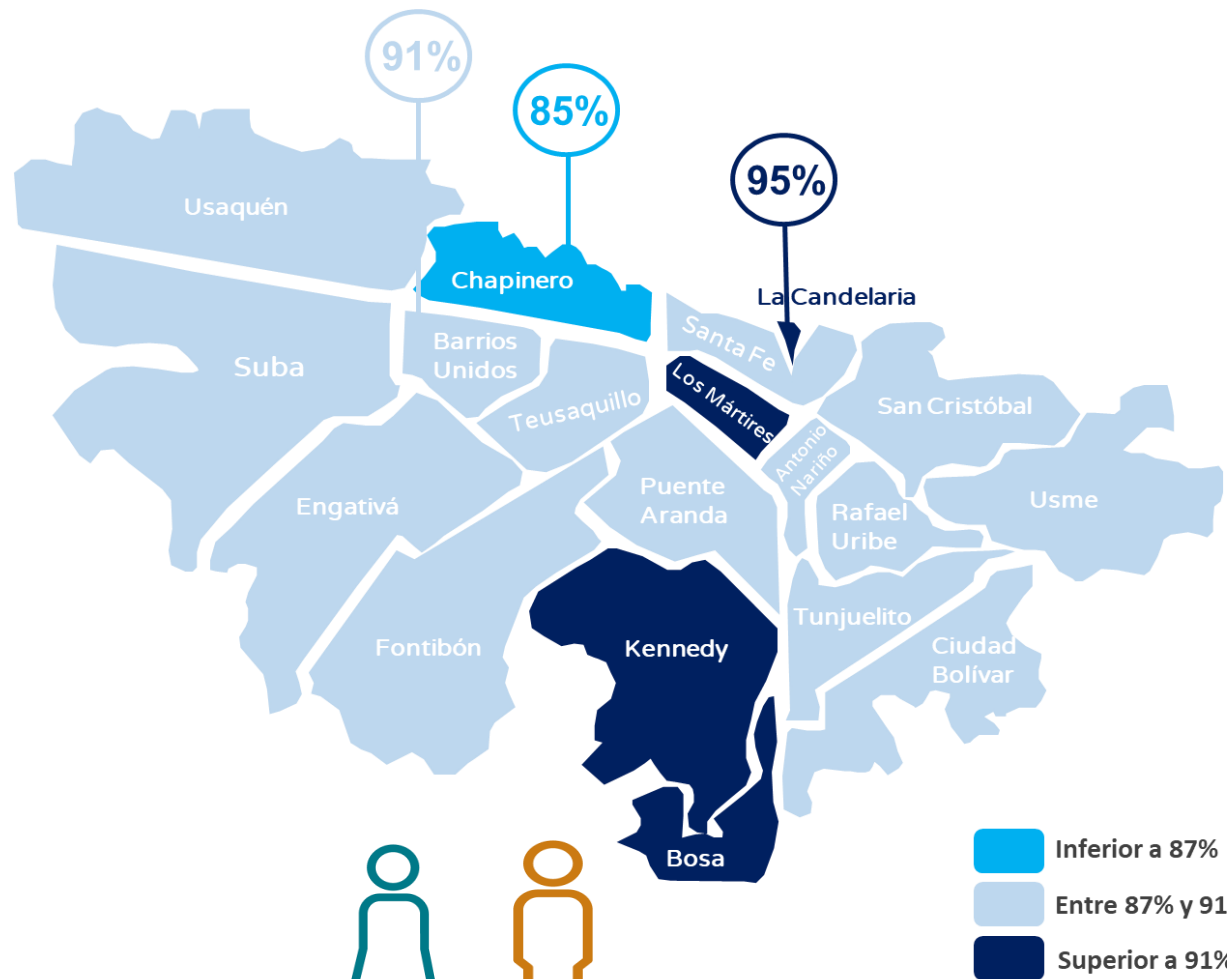 91%
85%
95%
Usaquén
Chapinero
La Candelaria
Santa Fe
Barrios
Unidos
Suba
Los Mártires
Teusaquillo
San Cristóbal
Antonio
Nariño
Engativá
Puente
Aranda
Rafael
Uribe
Usme
Tunjuelito
Fontibón
Kennedy
Ciudad
Bolívar
Bosa
Inferior a 87%
Entre 87% y 91
Superior a 91%